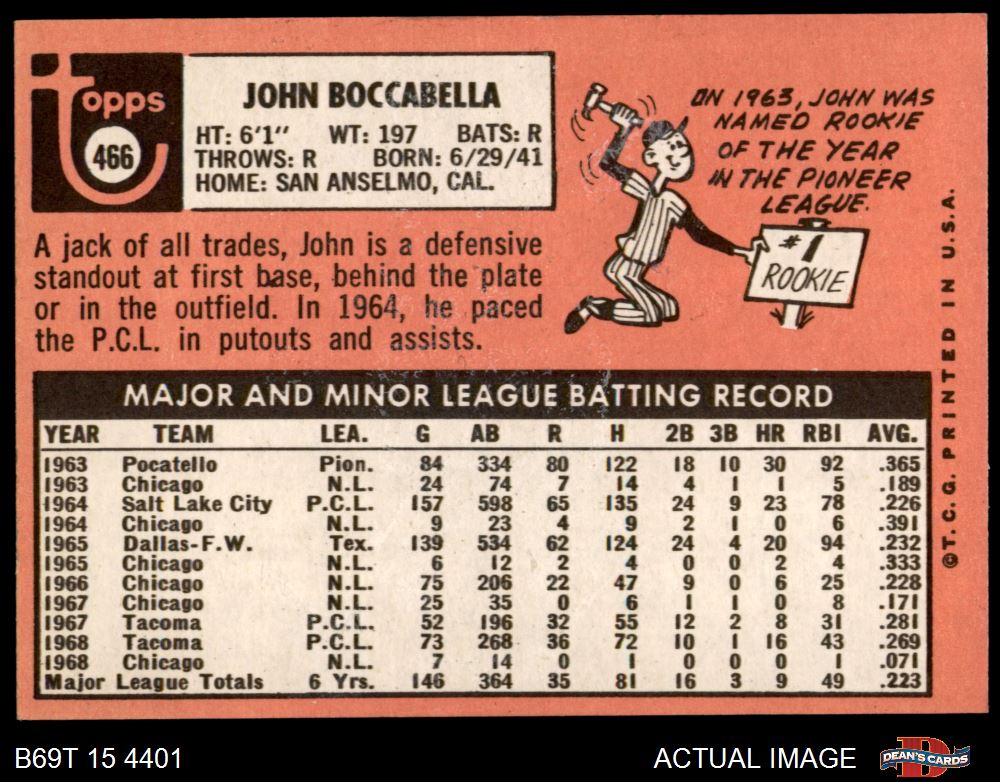 Topps
466
JOHN BOCCABELLA
HT: 6'1" WT: 197 BATS: R
THROWS: R BORN: 6/29/41
HOME: SAN ANSELMO, CAL.
A jack of all trades, John is a defensive
standout at first base, behind the plate
or in the outfield. In 1964, he paced
the P.C.L. in putouts and assists.
IN 1963, JOHN WAS
NAMED ROOKIE
OF THE YEAR
IN THE PIONEER
LEAGUE.
#1
ROOKIE
MAJOR AND MINOR LEAGUE BATTING RECORD
YEAR TEAM LEA. G AB R H 2B 3B HR RBI AVG.
1963 Pocatello Pion. 84 334 80 122 18 10 30 92 .365
1963 Chicago N.L. 24 74 7 14 4 1 1 5 .189
1964 Salt Lake City P.C.L. 157 598 65 135 24 9 23 78 .226
1964 Chicago N.L. 9 23 4 9 2 1 0 6 .391
1965 Dallas-F.W. Tex. 139 534 62 124 24 4 20 94 .232
1965 Chicago N.L. 6 12 2 4 0 0 2 4 .333
1966 Chicago N.L. 75 206 22 47 9 0 6 25 .228
1967 Chicago N.L. 25 35 0 6 1 1 0 8 .171
1967 Tacoma P.C.L. 52 196 32 55 12 2 8 31 .281
1968 Tacoma P.C.L. 73 268 36 72 10 1 16 43 .269
1968 Chicago N.L. 7 14 0 1 0 0 0 1 .071
Major League Totals 6 Yrs. 146 364 35 81 16 3 9 49 .223
©T.C.G. PRINTED IN U.S.A.
B69T 15 4401
ACTUAL IMAGE
DEAN'S CARDS